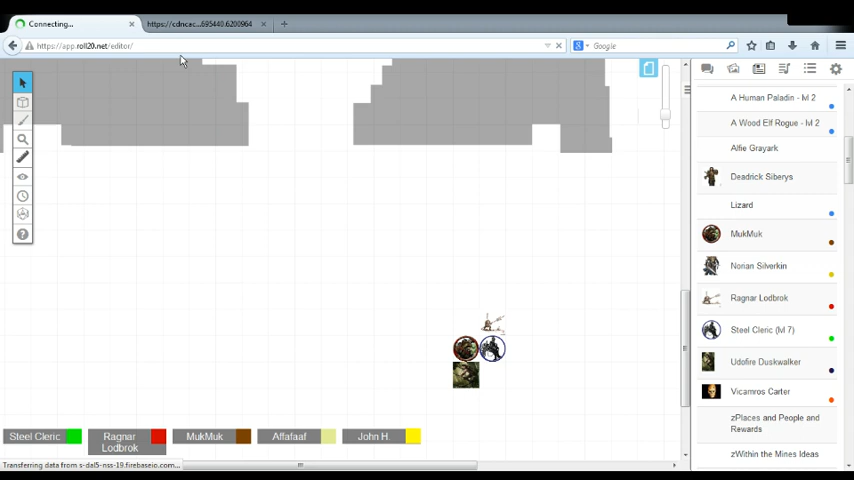 Connecting...
https://cdncac...695440.6200964
https://app.roll20.net/editor/
Google
A Human Paladin - lvl 2
A Wood Elf Rogue - lvl 2
Alfie Grayark
Deadrick Siberys
Lizard
MukMuk
Norian Silverkin
Ragnar Lodbrok
Steel Cleric (lvl 7)
Udofire Duskwalker
Vicamros Carter
zPlaces and People and
Rewards
zWithin the Mines Ideas
Steel Cleric
Ragnar
Lodbrok
MukMuk
Affafaaf
John H.
Transferring data from s-dal5-nss-19.firebaseio.com...